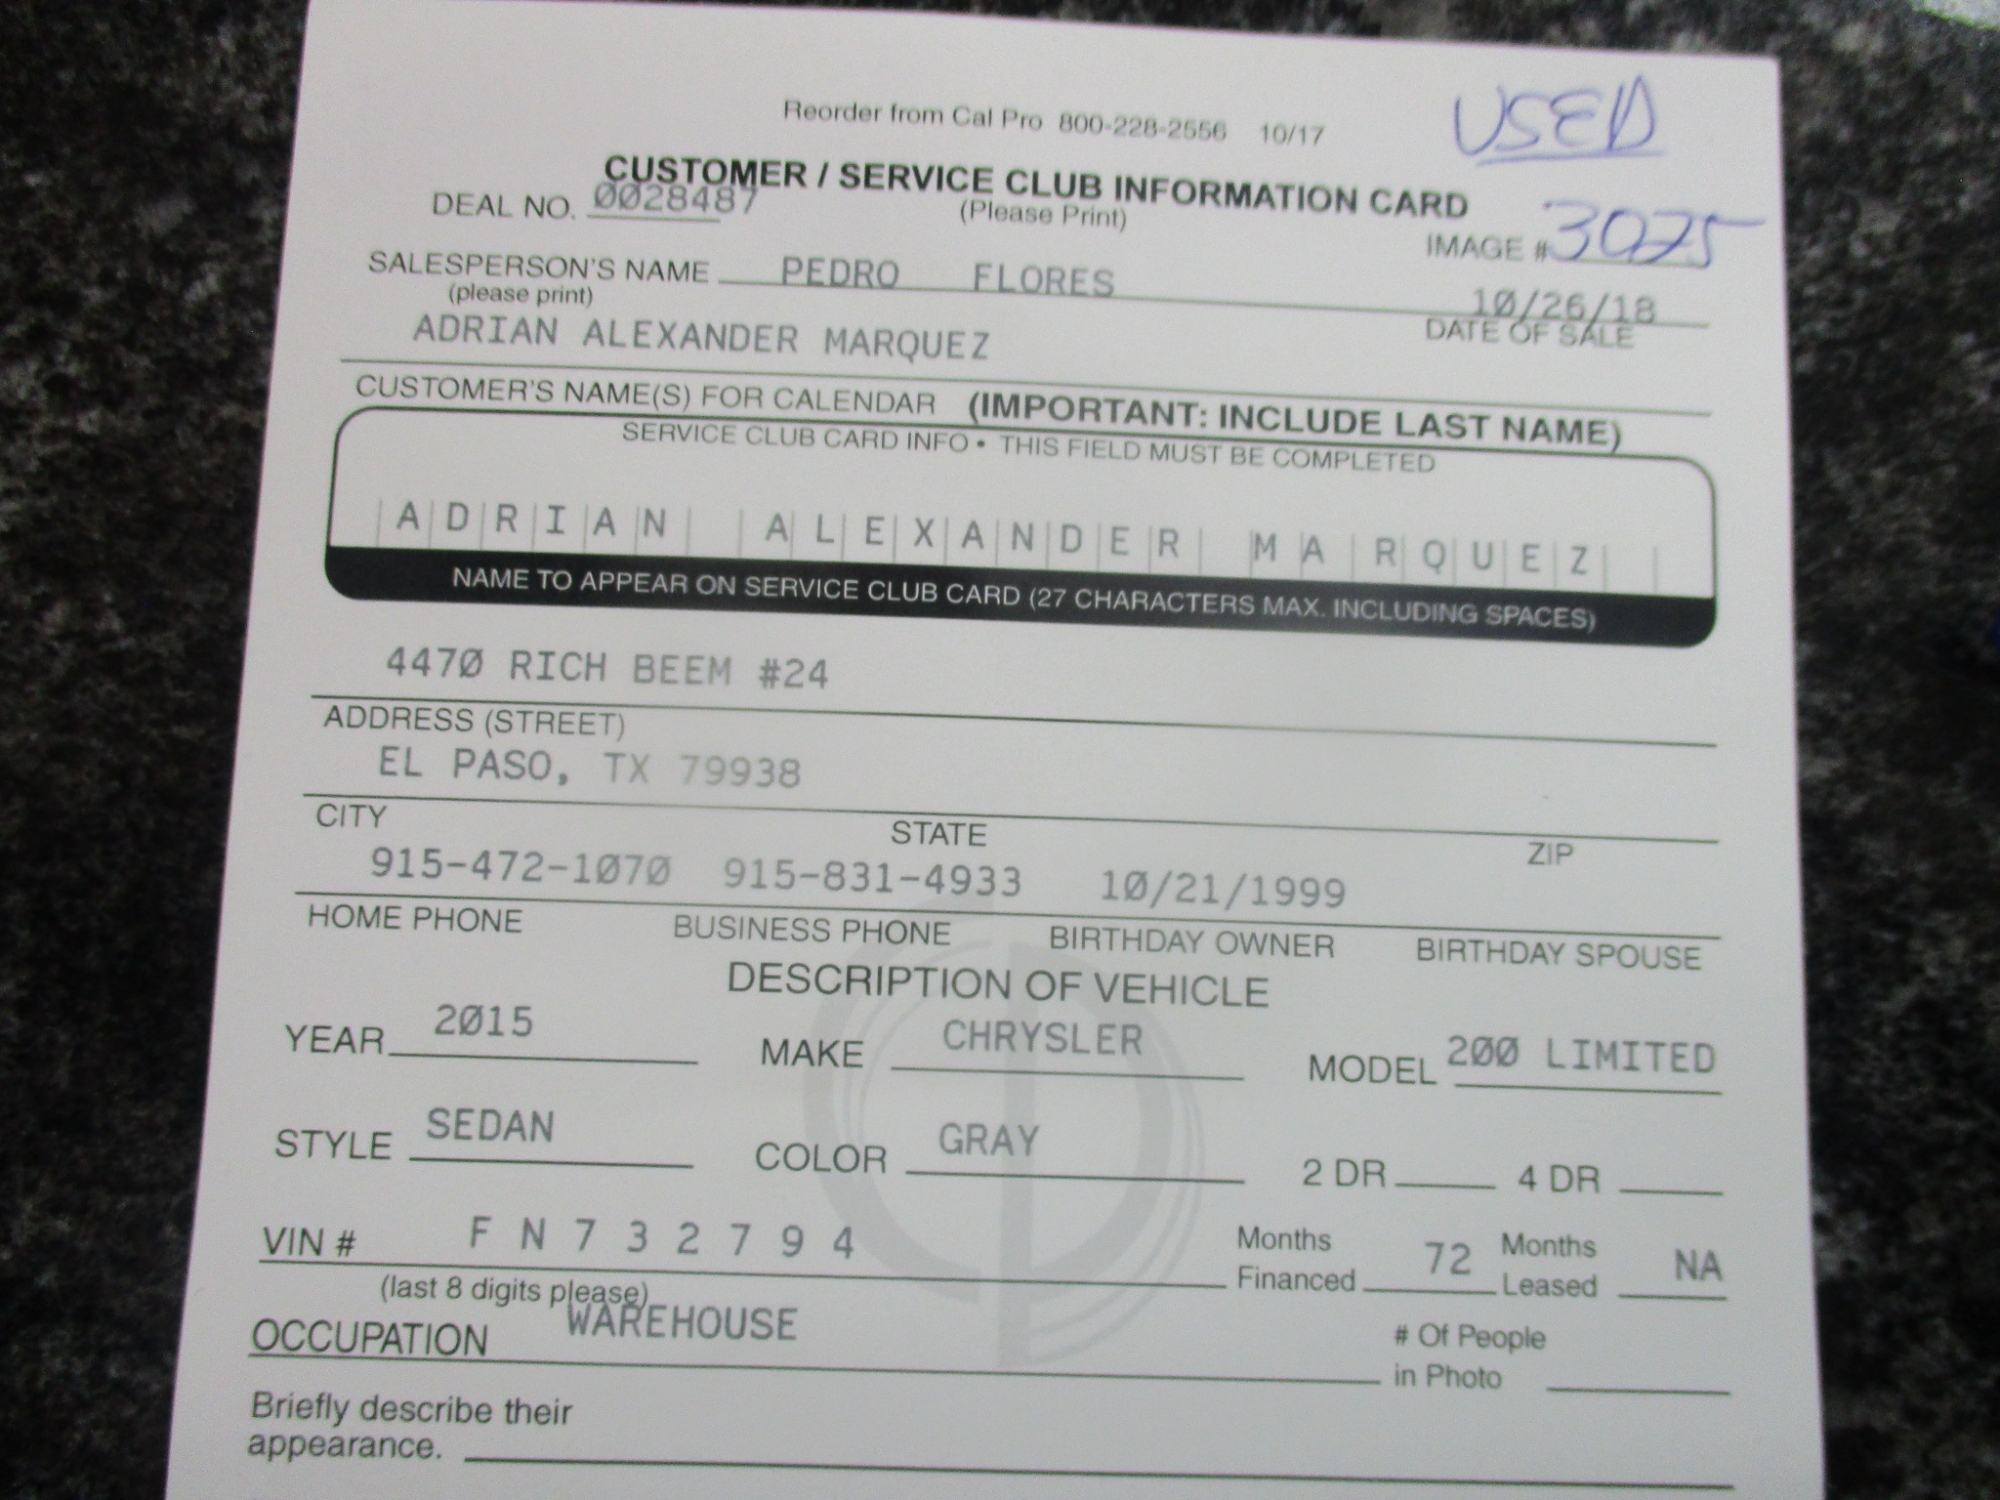 Reorder from Cal Pro 800-228-2556 10/17
USED
CUSTOMER / SERVICE CLUB INFORMATION CARD
DEAL NO. 0028487 (Please Print)
IMAGE # 3075
SALESPERSON'S NAME PEDRO FLORES
(please print) 10/26/18
DATE OF SALE
ADRIAN ALEXANDER MARQUEZ
CUSTOMER'S NAME(S) FOR CALENDAR (IMPORTANT: INCLUDE LAST NAME)
SERVICE CLUB CARD INFO • THIS FIELD MUST BE COMPLETED
ADRIAN ALEXANDER MARQUEZ
NAME TO APPEAR ON SERVICE CLUB CARD (27 CHARACTERS MAX. INCLUDING SPACES)
4470 RICH BEEM #24
ADDRESS (STREET)
EL PASO, TX 79938
CITY STATE ZIP
915-472-1070 915-831-4933 10/21/1999
HOME PHONE BUSINESS PHONE BIRTHDAY OWNER BIRTHDAY SPOUSE
DESCRIPTION OF VEHICLE
YEAR 2015 MAKE CHRYSLER MODEL 200 LIMITED
STYLE SEDAN COLOR GRAY 2 DR 4 DR
VIN # F N 7 3 2 7 9 4 Months Financed 72 Months Leased NA
(last 8 digits please)
OCCUPATION WAREHOUSE # Of People in Photo
Briefly describe their
appearance.